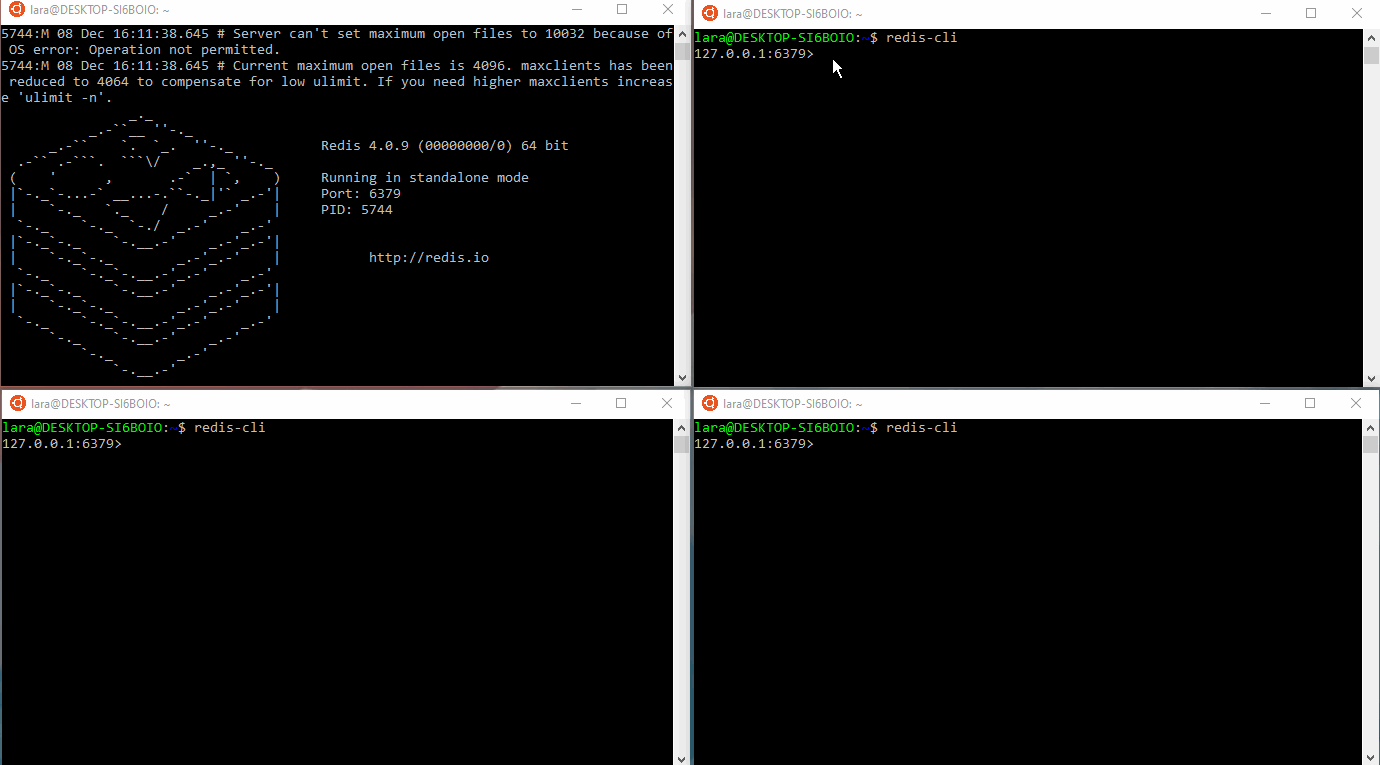 lara@DESKTOP-SI6BOIO: ~
5744:M 08 Dec 16:11:38.645 # Server can't set maximum open files to 10032 because of
 OS error: Operation not permitted.
5744:M 08 Dec 16:11:38.645 # Current maximum open files is 4096. maxclients has been
 reduced to 4064 to compensate for low ulimit. If you need higher maxclients increas
e 'ulimit -n'.
Redis 4.0.9 (00000000/0) 64 bit
Running in standalone mode
Port: 6379
PID: 5744
http://redis.io
lara@DESKTOP-SI6BOIO: ~
lara@DESKTOP-SI6BOIO:~$ redis-cli
127.0.0.1:6379>
lara@DESKTOP-SI6BOIO: ~
lara@DESKTOP-SI6BOIO:~$ redis-cli
127.0.0.1:6379>
lara@DESKTOP-SI6BOIO: ~
lara@DESKTOP-SI6BOIO:~$ redis-cli
127.0.0.1:6379>